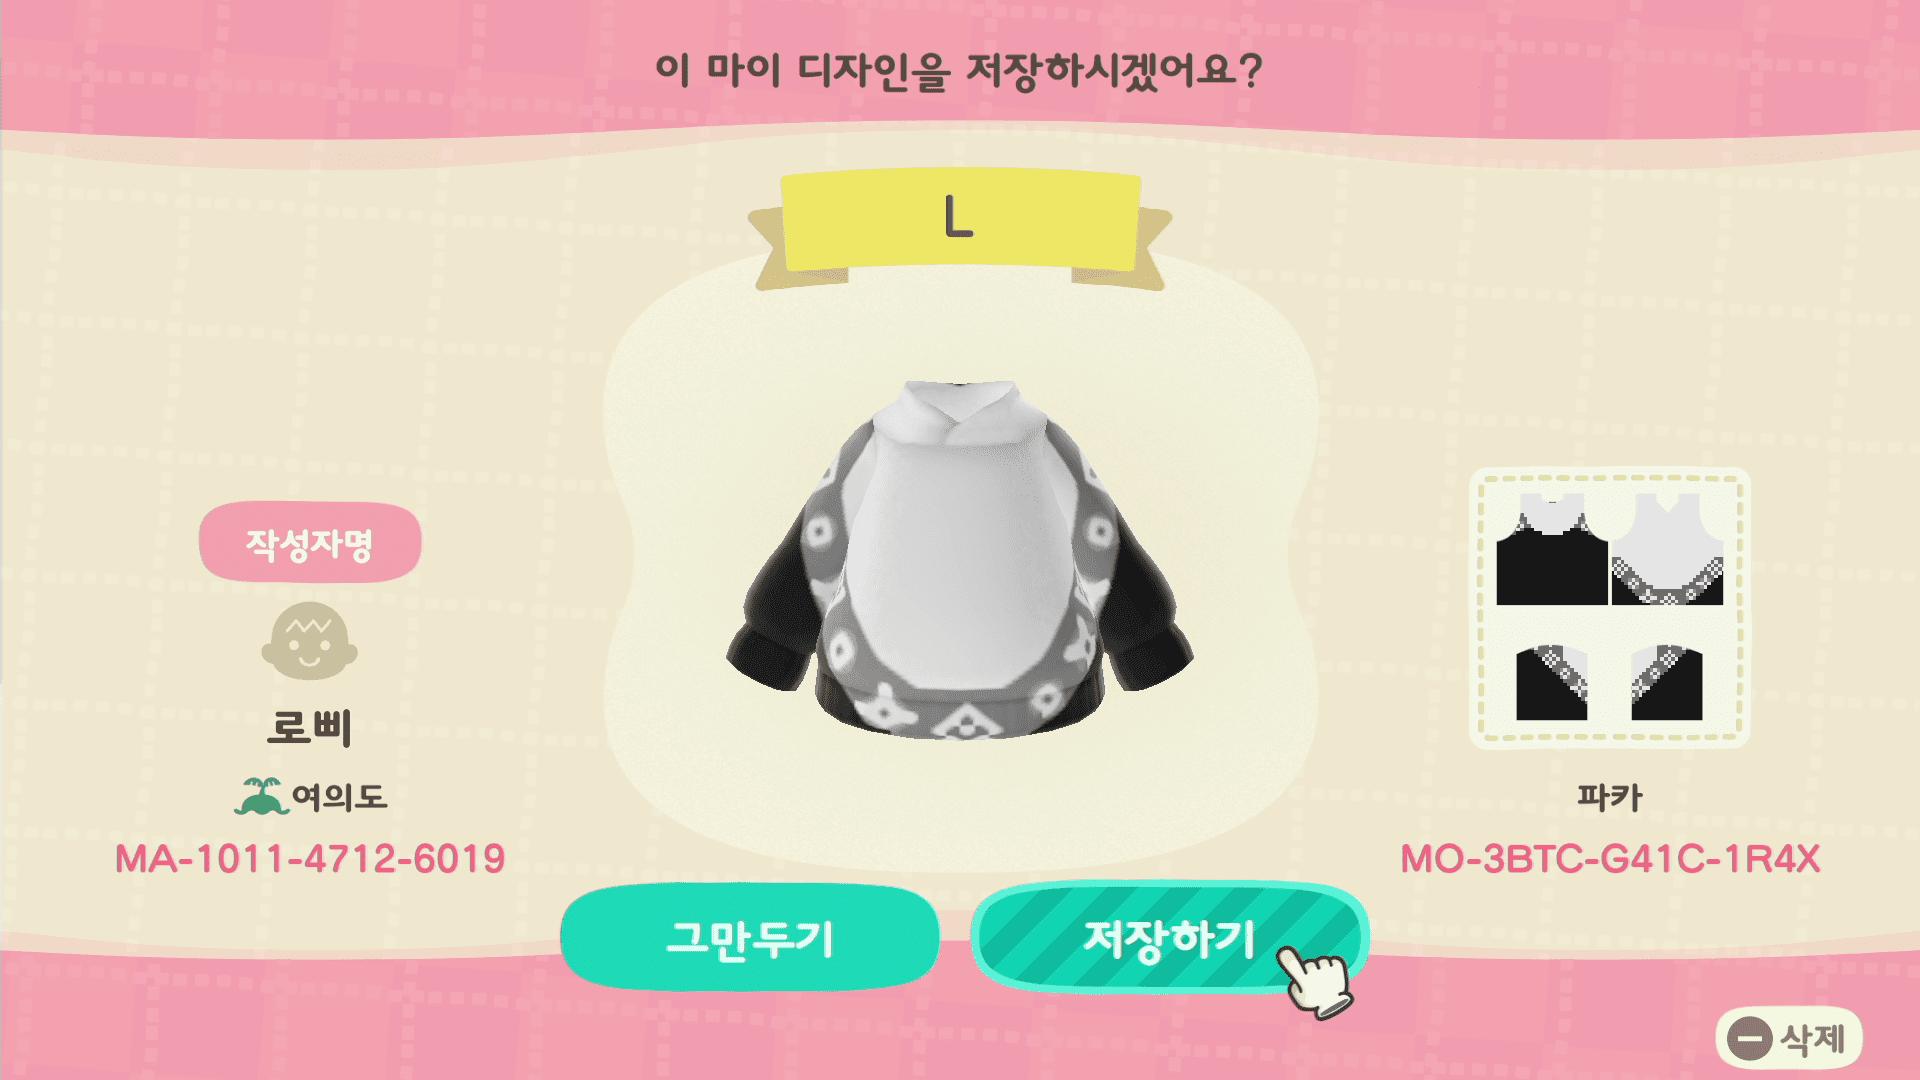 이 마이 디자인을 저장하시겠어요?
L
작성자명
로삐
여의도
MA-1011-4712-6019
파카
MO-3BTC-G41C-1R4X
그만두기
저장하기
삭제